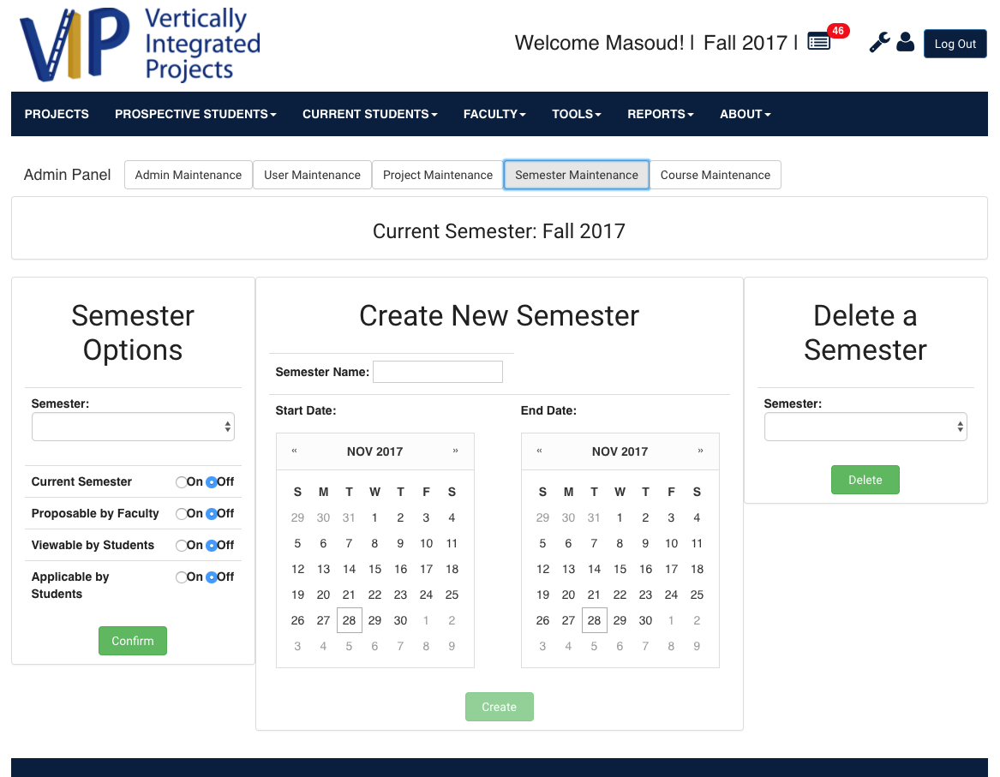 VIP
Vertically
Integrated
Projects
Welcome Masoud! | Fall 2017 |
46
Log Out
PROJECTS PROSPECTIVE STUDENTS CURRENT STUDENTS FACULTY TOOLS REPORTS ABOUT
Admin Panel Admin Maintenance User Maintenance Project Maintenance Semester Maintenance Course Maintenance
Current Semester: Fall 2017
Semester
Options
Semester:
Current Semester On Off
Proposable by Faculty On Off
Viewable by Students On Off
Applicable by On Off
Students
Confirm
Create New Semester
Semester Name:
Start Date:
« NOV 2017 »
S M T W T F S
29 30 31 1 2 3 4
5 6 7 8 9 10 11
12 13 14 15 16 17 18
19 20 21 22 23 24 25
26 27 28 29 30 1 2
3 4 5 6 7 8 9
End Date:
« NOV 2017 »
S M T W T F S
29 30 31 1 2 3 4
5 6 7 8 9 10 11
12 13 14 15 16 17 18
19 20 21 22 23 24 25
26 27 28 29 30 1 2
3 4 5 6 7 8 9
Create
Delete a
Semester
Semester:
Delete